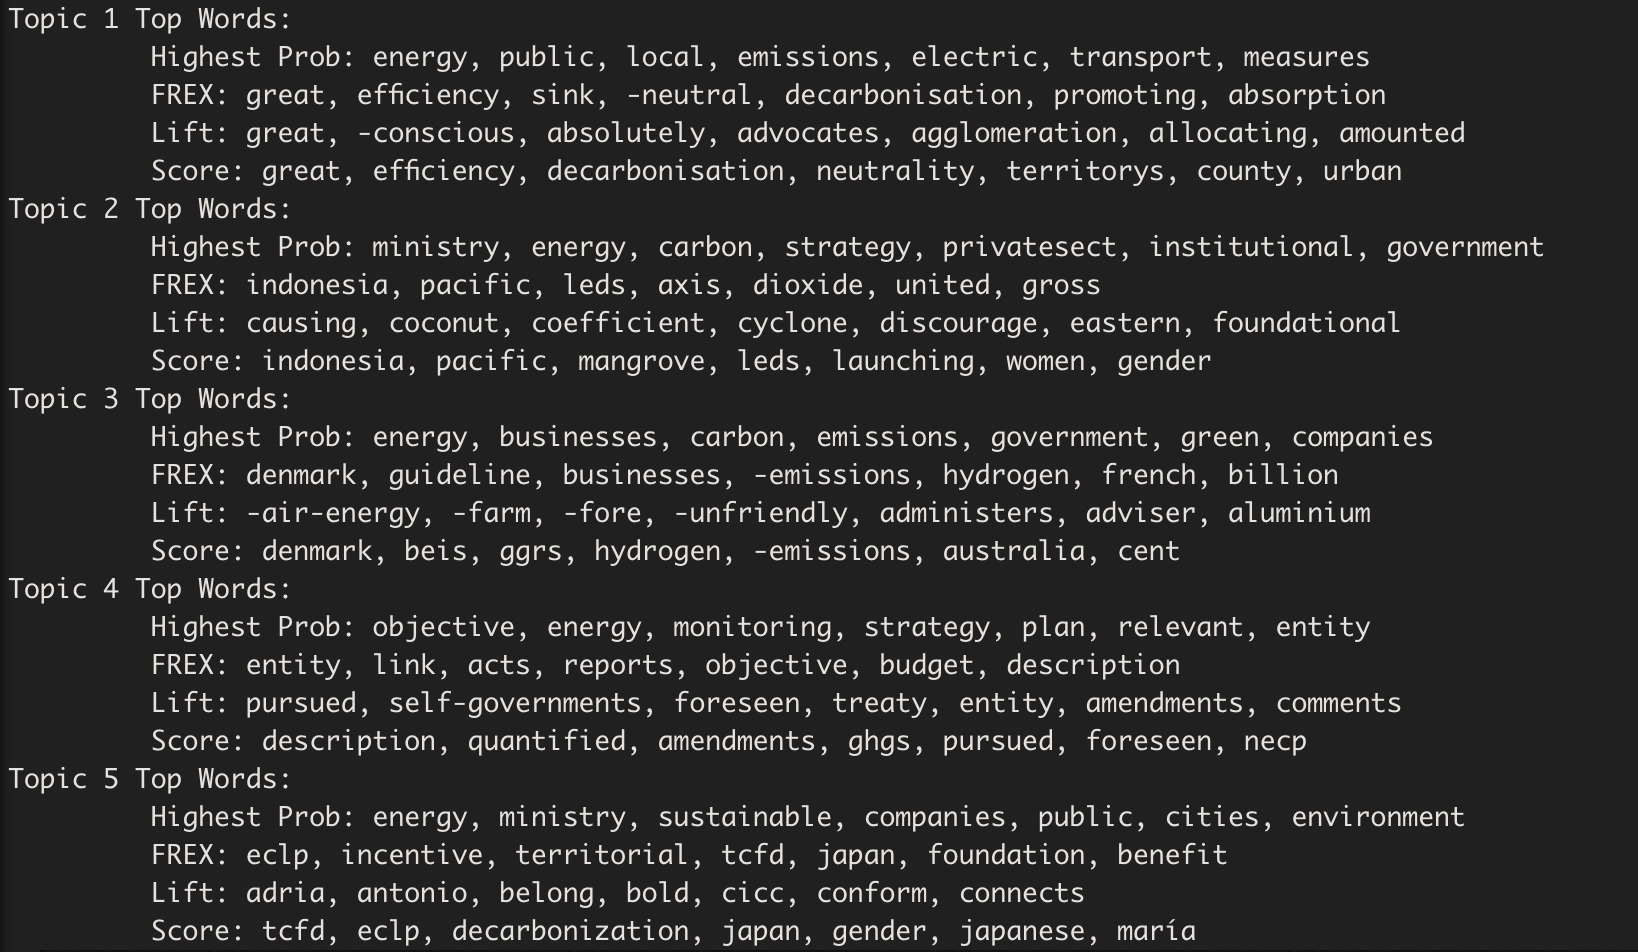 Topic 1 Top Words:
Highest Prob: energy, public, local, emissions, electric, transport, measures
FREX: great, efficiency, sink, -neutral, decarbonisation, promoting, absorption
Lift: great, -conscious, absolutely, advocates, agglomeration, allocating, amounted
Score: great, efficiency, decarbonisation, neutrality, territorys, county, urban
Topic 2 Top Words:
Highest Prob: ministry, energy, carbon, strategy, privatesect, institutional, government
FREX: indonesia, pacific, leds, axis, dioxide, united, gross
Lift: causing, coconut, coefficient, cyclone, discourage, eastern, foundational
Score: indonesia, pacific, mangrove, leds, launching, women, gender
Topic 3 Top Words:
Highest Prob: energy, businesses, carbon, emissions, government, green, companies
FREX: denmark, guideline, businesses, -emissions, hydrogen, french, billion
Lift: -air-energy, -farm, -fore, -unfriendly, administers, adviser, aluminium
Score: denmark, beis, ggrs, hydrogen, -emissions, australia, cent
Topic 4 Top Words:
Highest Prob: objective, energy, monitoring, strategy, plan, relevant, entity
FREX: entity, link, acts, reports, objective, budget, description
Lift: pursued, self-governments, foreseen, treaty, entity, amendments, comments
Score: description, quantified, amendments, ghgs, pursued, foreseen, necp
Topic 5 Top Words:
Highest Prob: energy, ministry, sustainable, companies, public, cities, environment
FREX: eclp, incentive, territorial, tcfd, japan, foundation, benefit
Lift: adria, antonio, belong, bold, cicc, conform, connects
Score: tcfd, eclp, decarbonization, japan, gender, japanese, maría